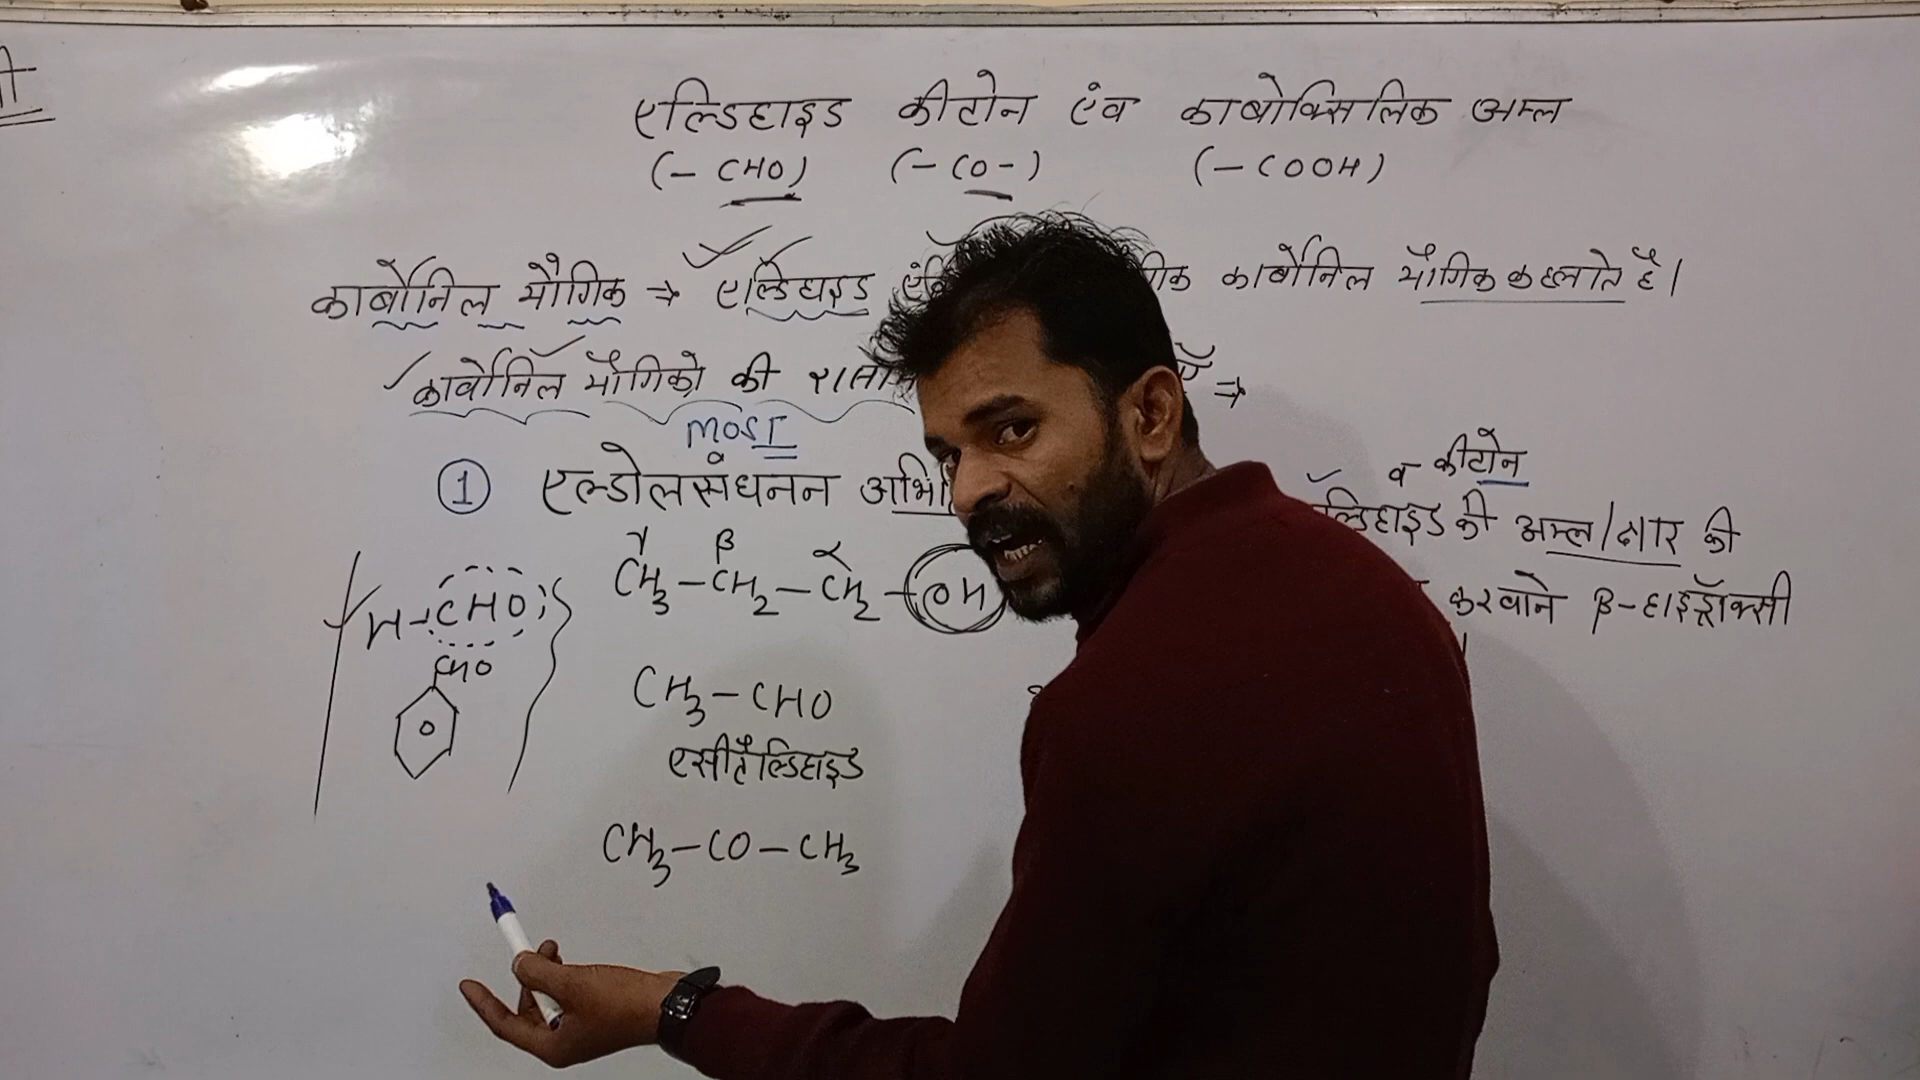 एल्डिहाइड कीटोन एंव कार्बोक्सिलिक अम्ल
(- CHO) (- CO -) (- COOH)
कार्बोनिल यौगिक → एल्डिहाइड कार्बोनिल यौगिक कहलाते है।
कार्बोनिल यौगिको की →
MOST
व कीटोन
① एल्डोल संघनन एल्डिहाइड की अम्ल/क्षार की
γ β α
CH3 - CH2 - CH2 - OH करवाने β-हाइड्रॉक्सी
H-CHO
CHO
CH3 - CHO
एसीटैल्डिहाइड
CH3 - CO - CH3